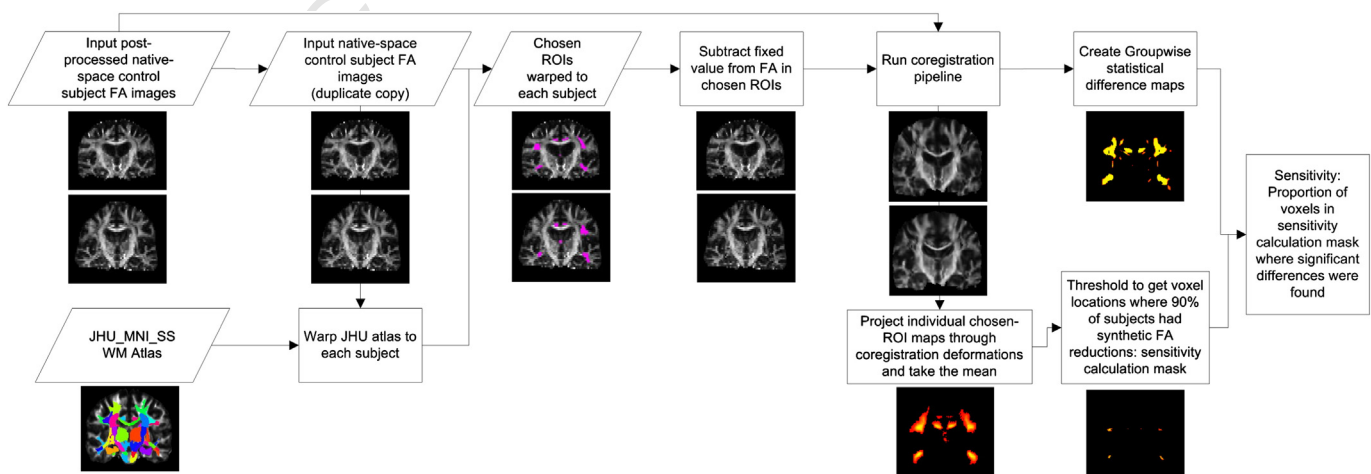 Input post-
processed native-
space control
subject FA images
Input native-space
control subject FA
images
(duplicate copy)
Chosen
ROIs
warped to
each subject
Subtract fixed
value from FA in
chosen ROIs
Run coregistration
pipeline
Create Groupwise
statistical
difference maps
Sensitivity:
Proportion of
voxels in
sensitivity
calculation mask
where significant
differences were
found
JHU_MNI_SS
WM Atlas
Warp JHU atlas to
each subject
Project individual chosen-
ROI maps through
coregistration deformations
and take the mean
Threshold to get voxel
locations where 90%
of subjects had
synthetic FA
reductions: sensitivity
calculation mask